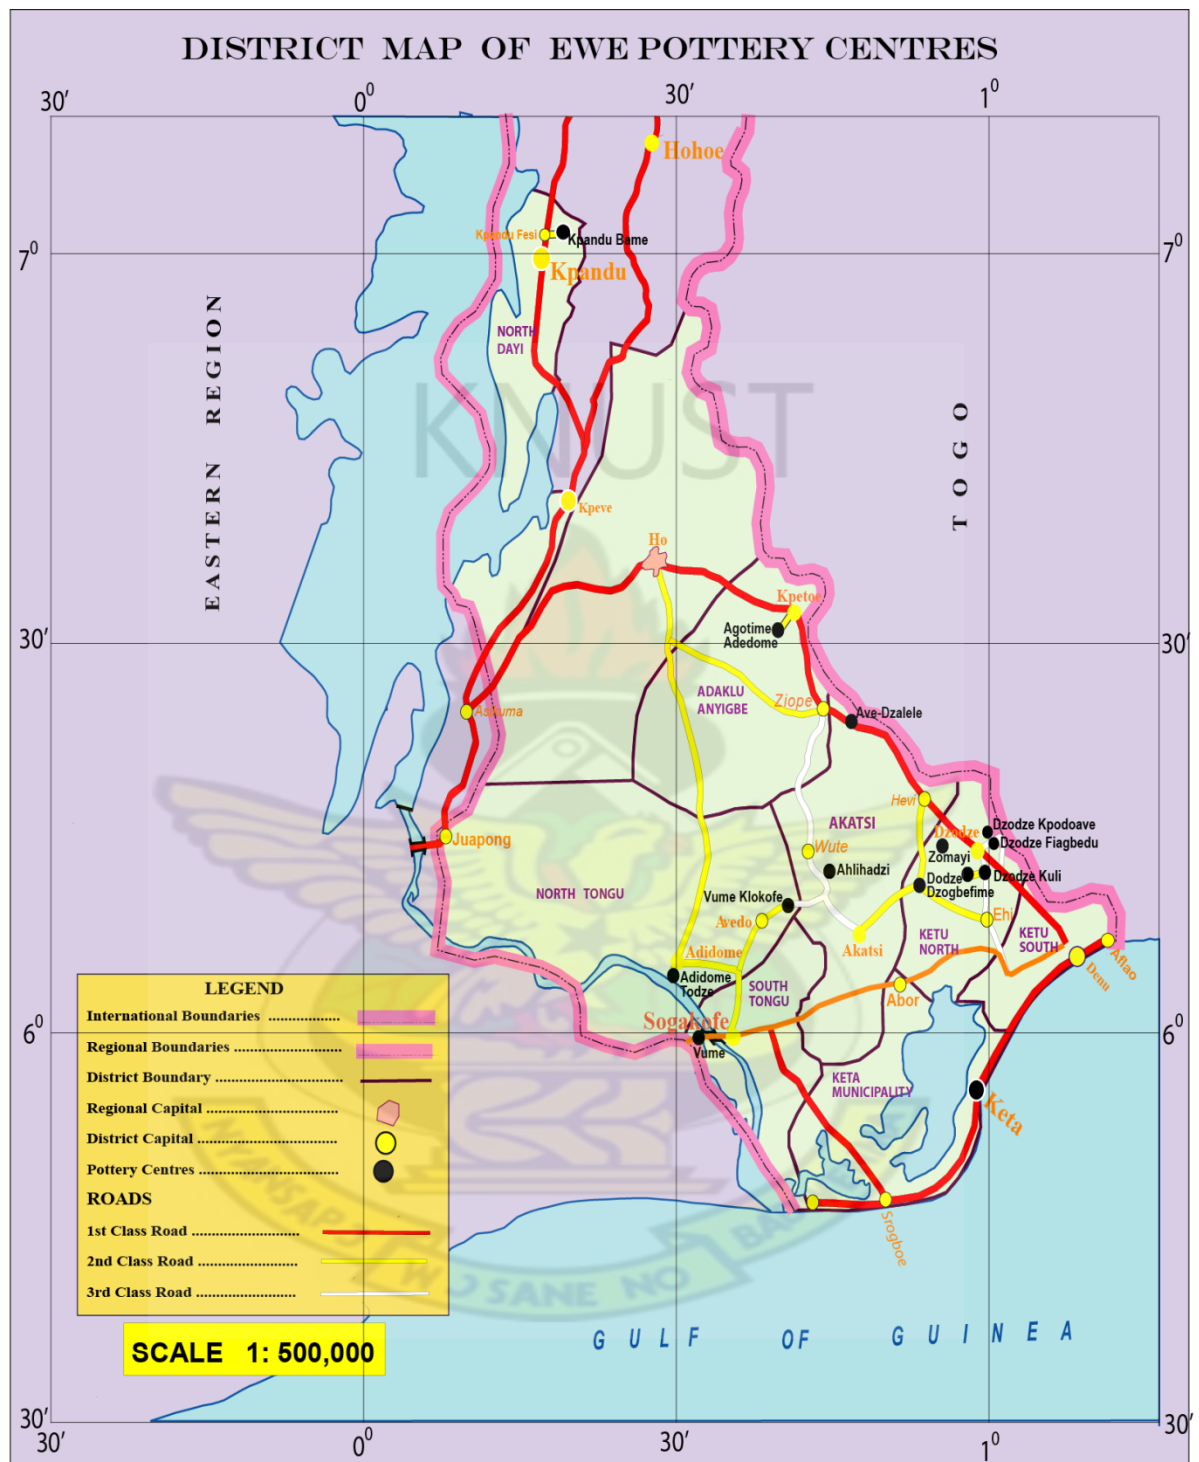 DISTRICT MAP OF EWE POTTERY CENTRES
30'
0⁰
30'
1⁰
Hohoe
Kpandu Fesi
Kpandu Bame
7⁰
7⁰
Kpandu
NORTH
DAYI
EASTERN REGION
TOGO
KNUST
Kpeve
Ho
Kpetoe
Agotime
Adedome
30'
30'
ADAKLU
ANYIGBE
Ziope
Ave-Dzalele
Asikuma
Hevi
Juapong
AKATSI
Dzodze
Dzodze Kpodoave
Dzodze Fiagbedu
Wute
Zomayi
Ahlihadzi
Dodze
Dzogbefime
Dzodze Kuli
NORTH TONGU
Vume Klokofe
Avedo
Ehi
Akatsi
KETU
NORTH
KETU
SOUTH
Adidome
Aflao
Denu
Adidome
Todze
SOUTH
TONGU
Abor
Sogakofe
6⁰
6⁰
Vume
KETA
MUNICIPALITY
Keta
Srogboe
LEGEND
International Boundaries
Regional Boundaries
District Boundary
Regional Capital
District Capital
Pottery Centres
ROADS
1st Class Road
2nd Class Road
3rd Class Road
SCALE 1: 500,000
GULF OF GUINEA
SANE NO
30'
30'
30'
0⁰
30'
1⁰